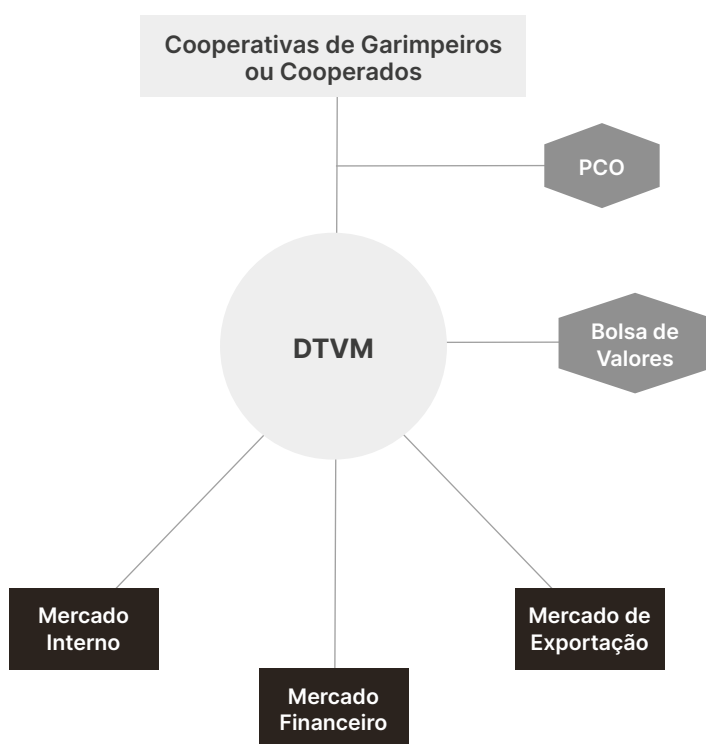 Cooperativas de Garimpeiros
ou Cooperados
PCO
DTVM
Bolsa de
Valores
Mercado
Interno
Mercado de
Exportação
Mercado
Financeiro